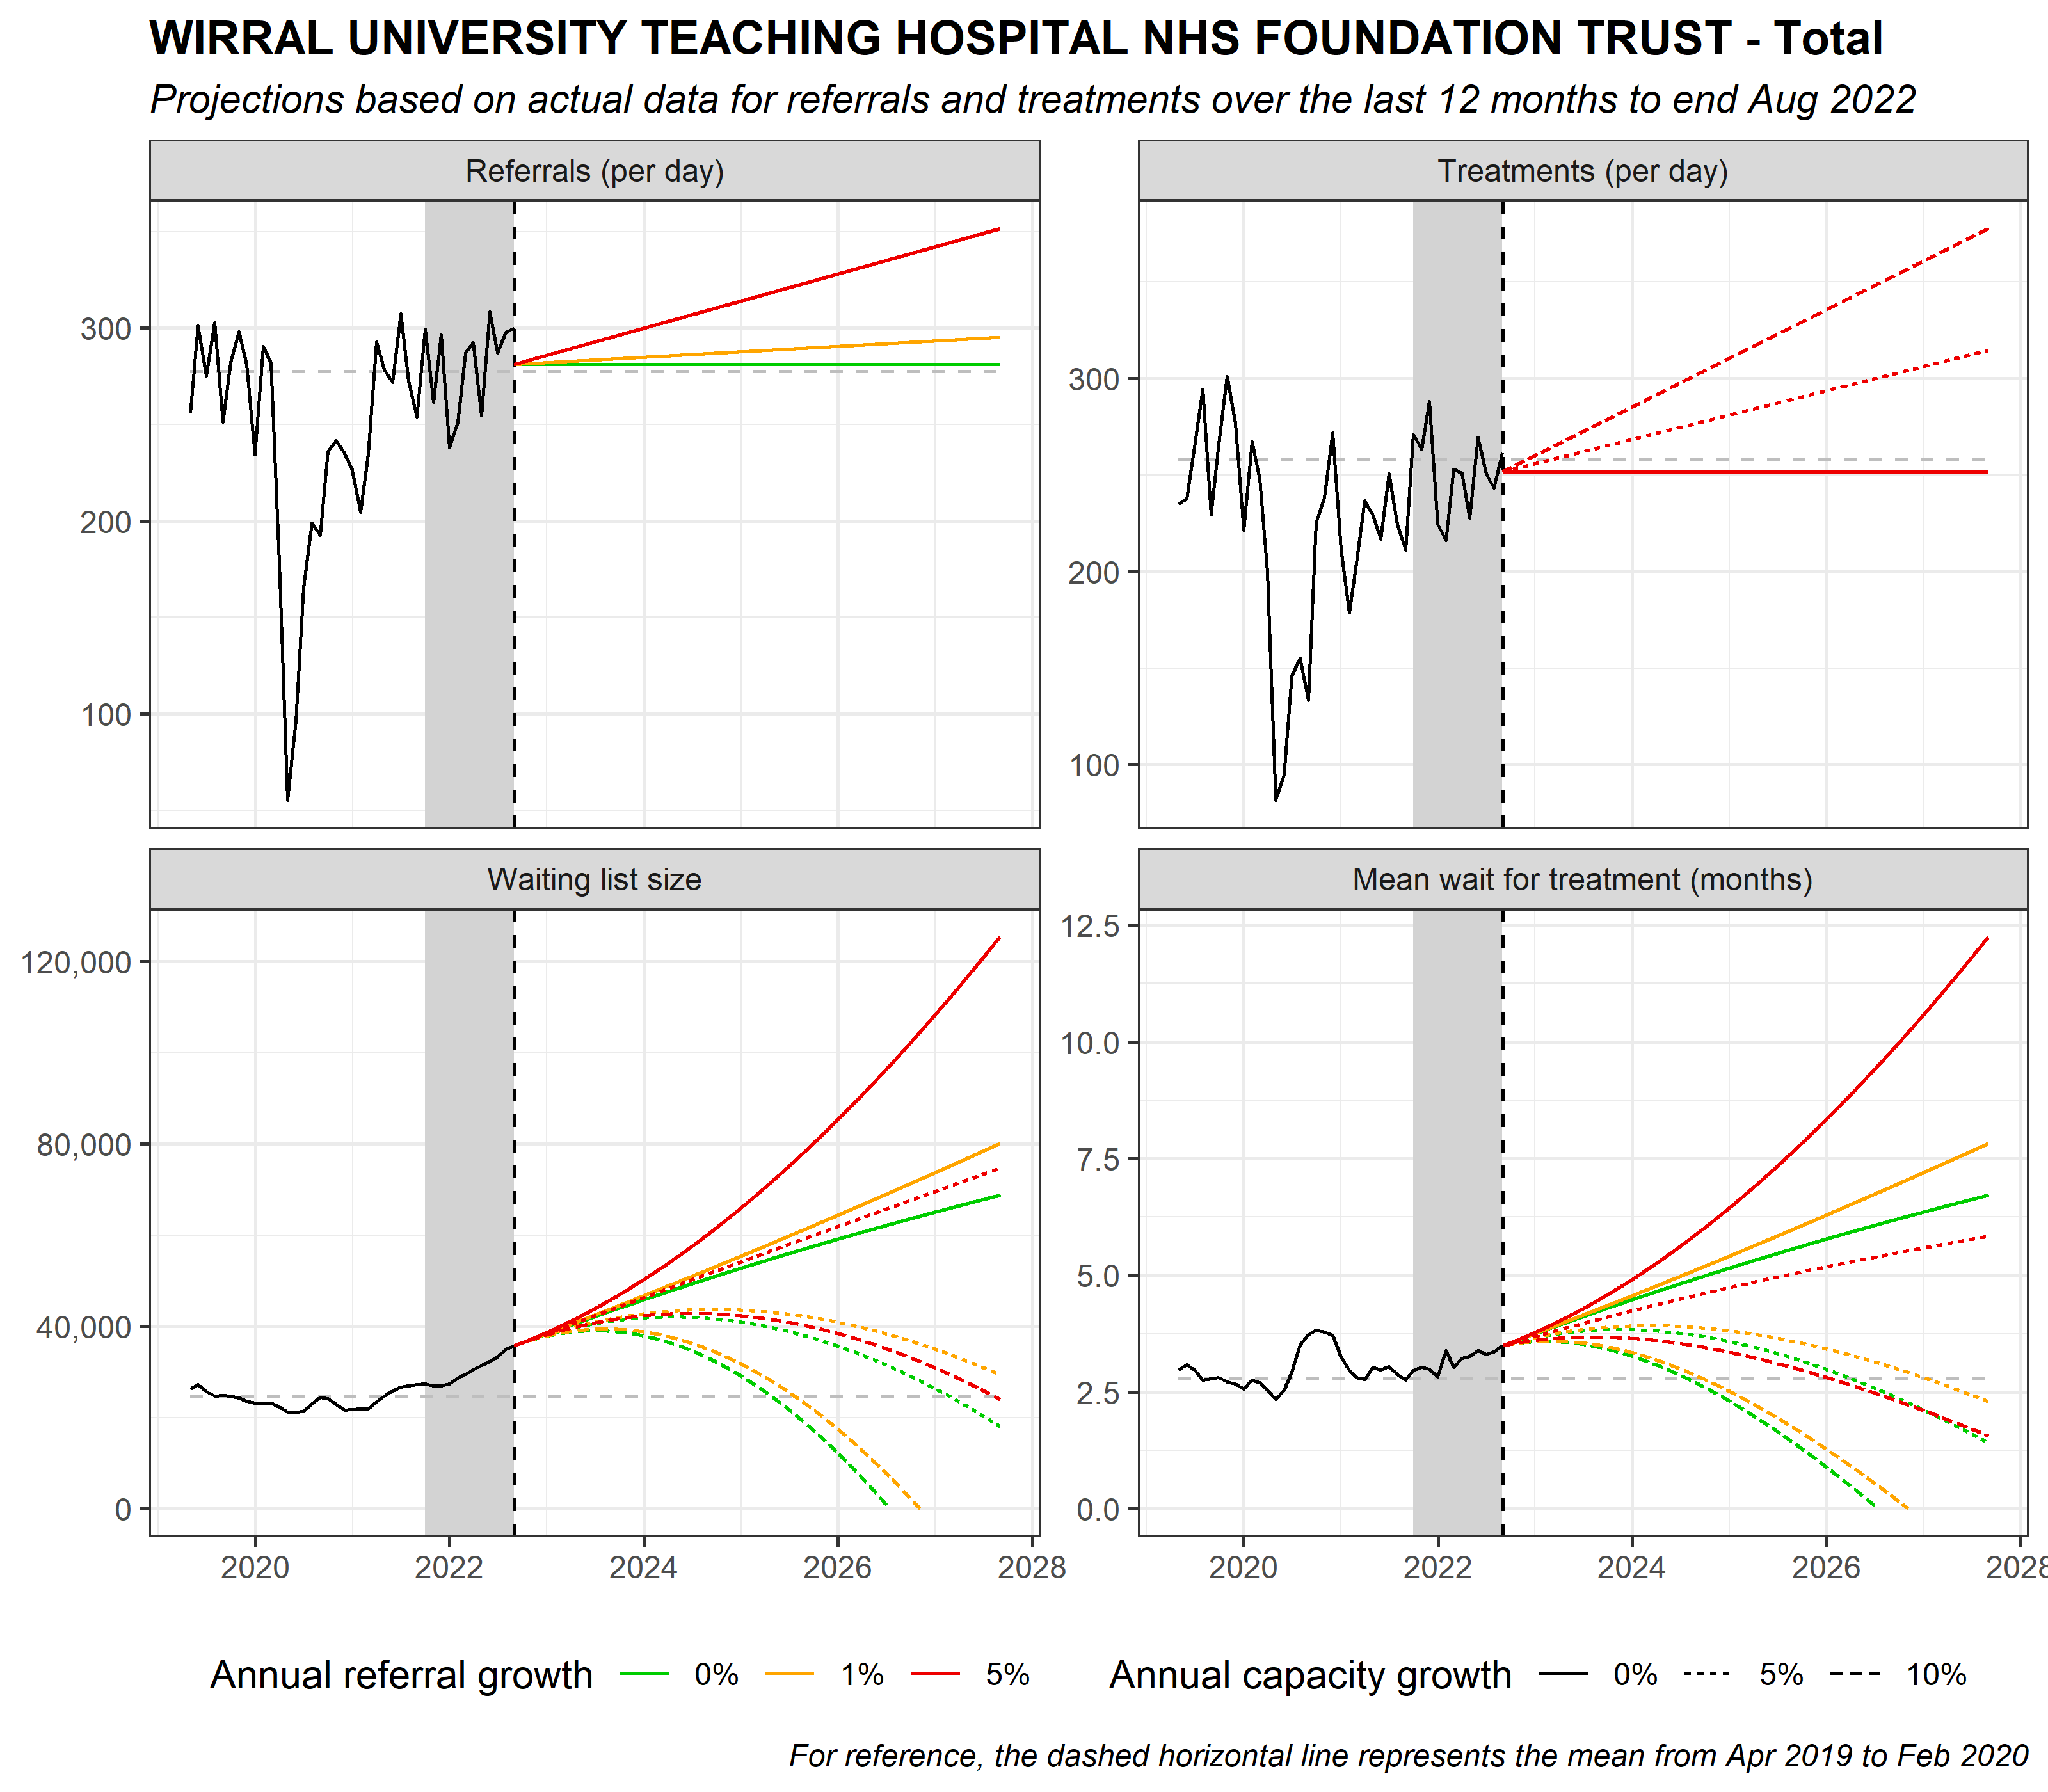 WIRRAL UNIVERSITY TEACHING HOSPITAL NHS FOUNDATION TRUST - Total
Projections based on actual data for referrals and treatments over the last 12 months to end Aug 2022
Referrals (per day)
300
200
100
Treatments (per day)
300
200
100
Waiting list size
120,000
80,000
40,000
0
2020 2022 2024 2026 2028
Mean wait for treatment (months)
12.5
10.0
7.5
5.0
2.5
0.0
2020 2022 2024 2026 2028
Annual referral growth 0% 1% 5%
Annual capacity growth 0% 5% 10%
For reference, the dashed horizontal line represents the mean from Apr 2019 to Feb 2020